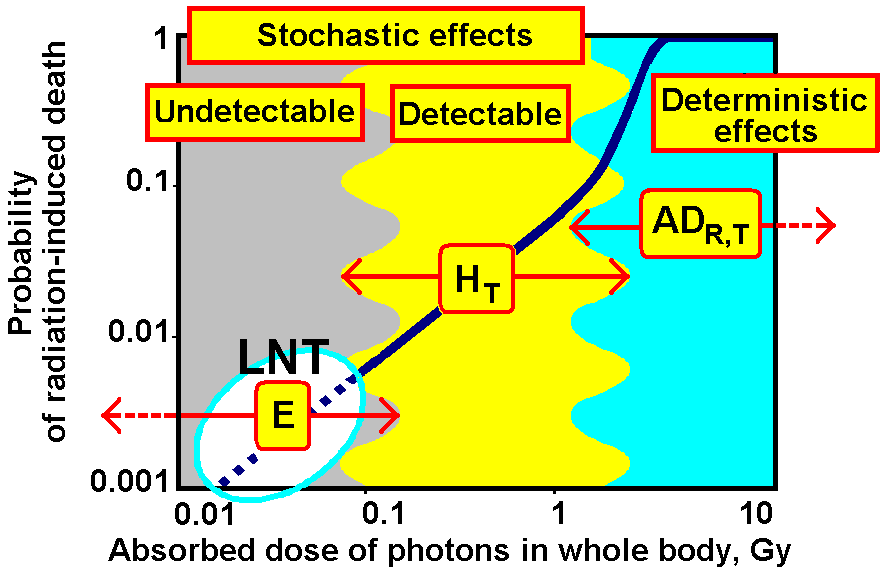 Stochastic effects
Undetectable
Detectable
Deterministic
effects
Probability
of radiation-induced death
1
0.1
0.01
0.001
AD R,T
H T
LNT
E
0.01
0.1
1
10
Absorbed dose of photons in whole body, Gy